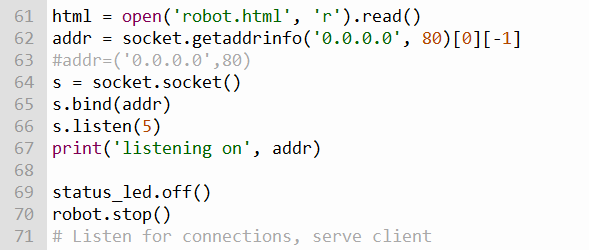 61 html = open('robot.html', 'r').read()
62 addr = socket.getaddrinfo('0.0.0.0', 80)[0][-1]
63 #addr=('0.0.0.0',80)
64 s = socket.socket()
65 s.bind(addr)
66 s.listen(5)
67 print('listening on', addr)
68
69 status_led.off()
70 robot.stop()
71 # Listen for connections, serve client